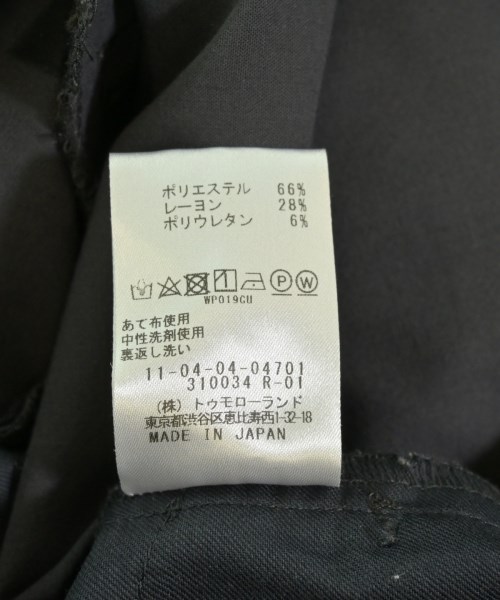 ポリエステル 66%
レーヨン 28%
ポリウレタン 6%
P W
WP019CU
あて布使用
中性洗剤使用
裏返し洗い
11-04-04-04701
310034 R-01
(株) トゥモローランド
東京都渋谷区恵比寿西1-32-18
MADE IN JAPAN